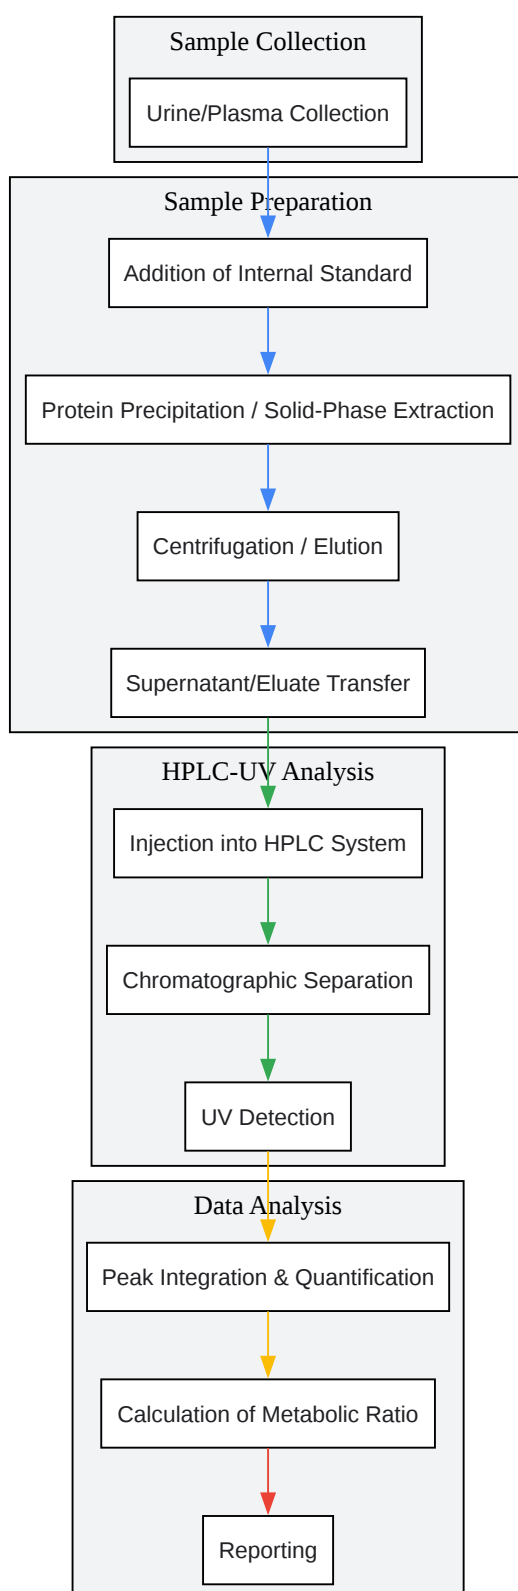 Sample Collection
Urine/Plasma Collection
Sample Preparation
Addition of Internal Standard
Protein Precipitation / Solid-Phase Extraction
Centrifugation / Elution
Supernatant/Eluate Transfer
HPLC-UV Analysis
Injection into HPLC System
Chromatographic Separation
UV Detection
Data Analysis
Peak Integration & Quantification
Calculation of Metabolic Ratio
Reporting